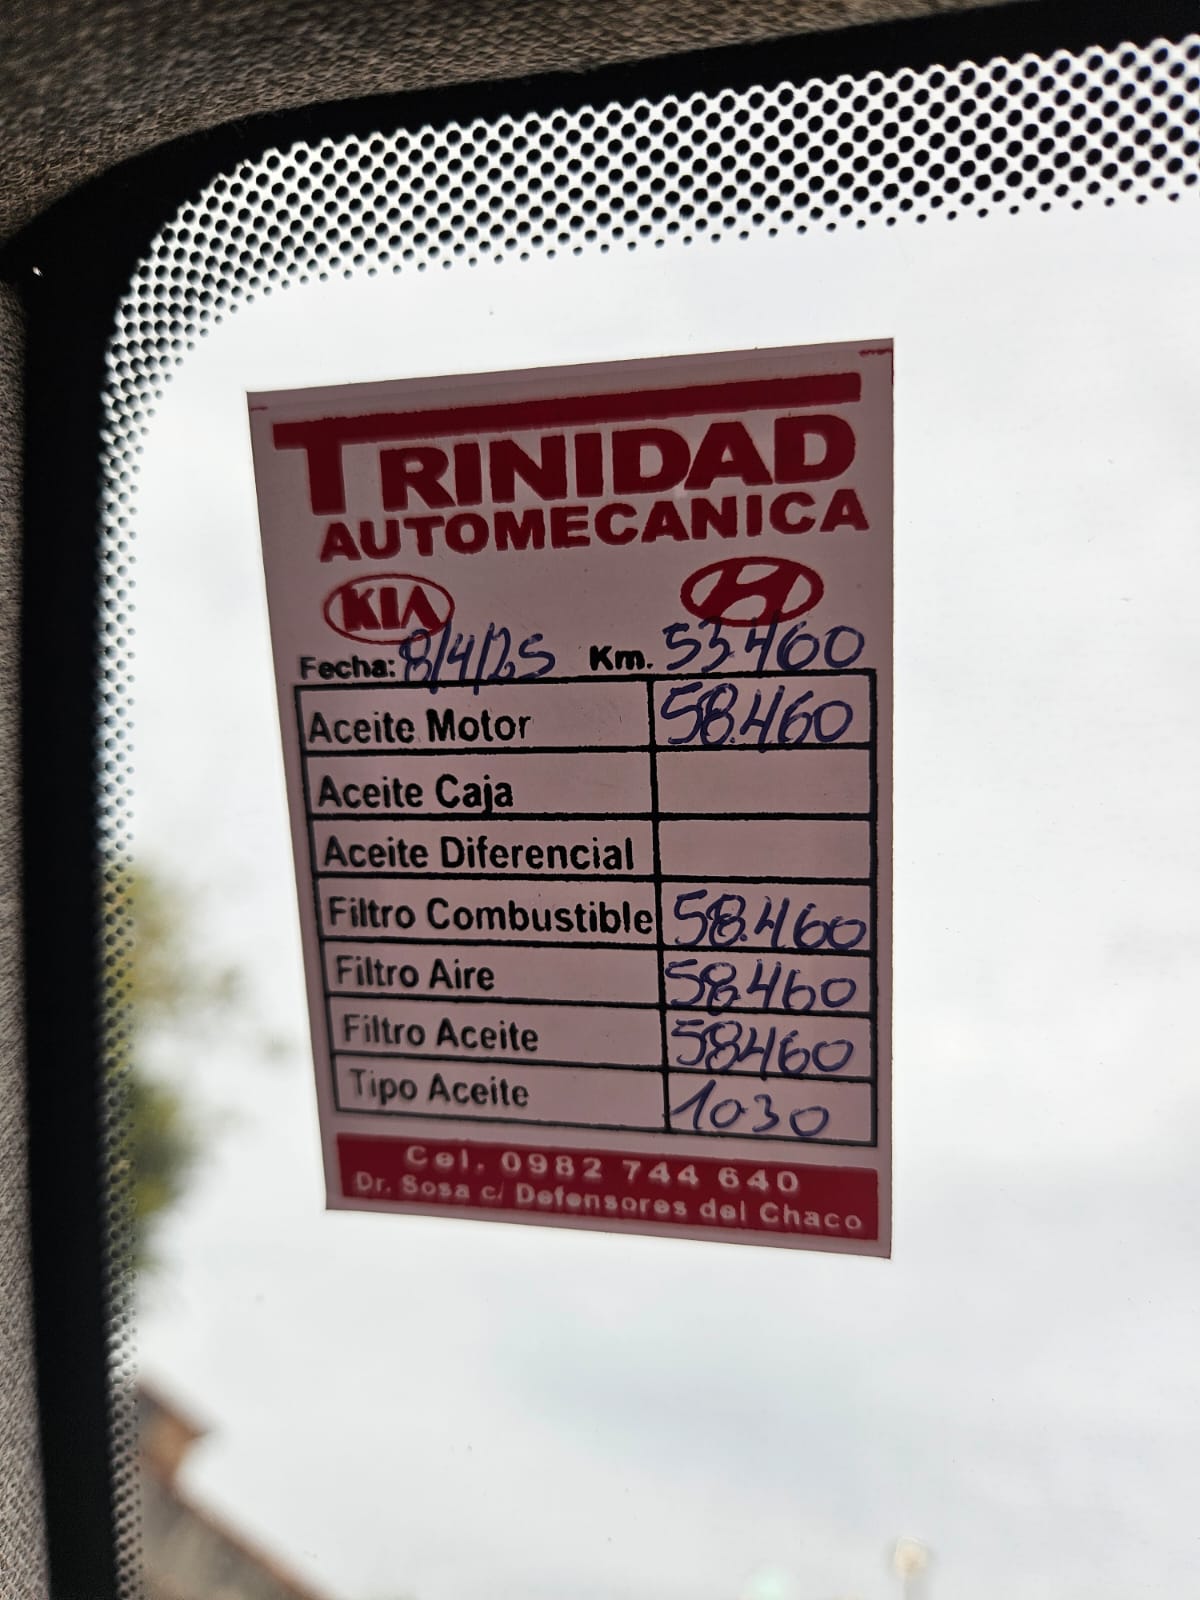 TRINIDAD
AUTOMECANICA
KIA
Fecha: 8/4/25 Km. 53.460
Aceite Motor 58.460
Aceite Caja
Aceite Diferencial
Filtro Combustible 58.460
Filtro Aire 58.460
Filtro Aceite 58460
Tipo Aceite 1030
Cel. 0982 744 640
Dr. Sosa c/ Defensores del Chaco